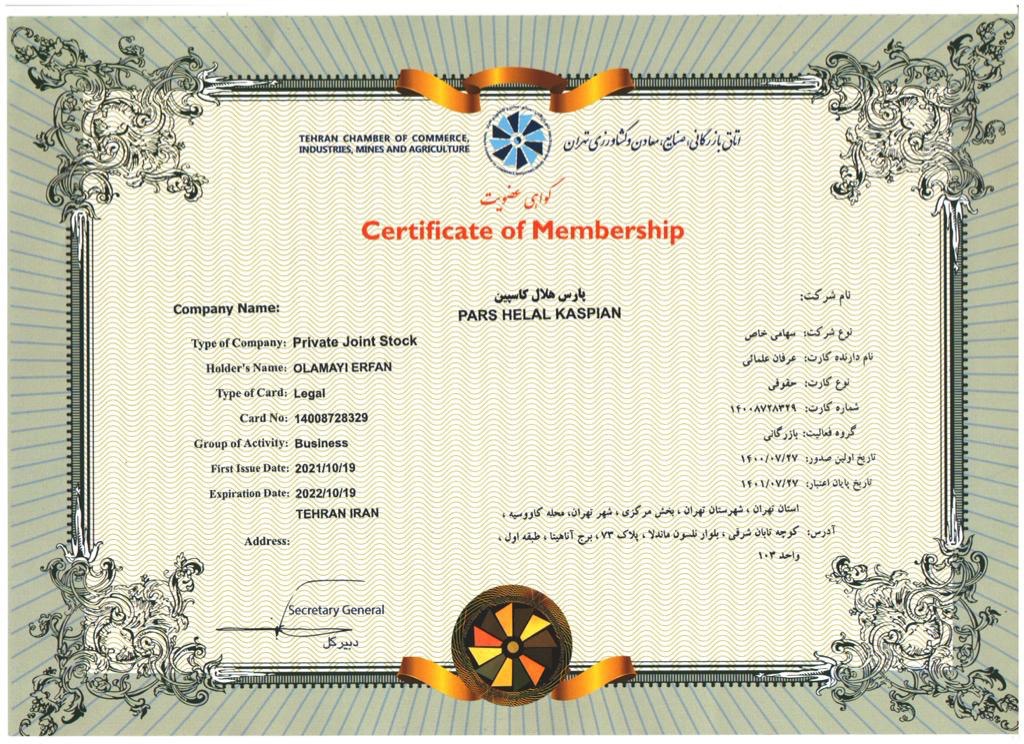 TEHRAN CHAMBER OF COMMERCE,
INDUSTRIES, MINES AND AGRICULTURE
اتاق بازرگانی، صنایع، معادن و کشاورزی تهران
گواهی عضویت
Certificate of Membership
پارس هلال کاسپین
نام شرکت:
Company Name:
PARS HELAL KASPIAN
Type of Company: Private Joint Stock
نوع شرکت: سهامی خاص
Holder's Name: OLAMAYI ERFAN
نام دارنده کارت: عرفان علمائی
Type of Card: Legal
نوع کارت: حقوقی
Card No: 14008728329
شماره کارت: ۱۴۰۰۸۷۲۸۳۲۹
Group of Activity: Business
گروه فعالیت: بازرگانی
First Issue Date: 2021/10/19
تاریخ اولین صدور: ۱۴۰۰/۰۷/۲۷
Expiration Date: 2022/10/19
تاریخ پایان اعتبار: ۱۴۰۱/۰۷/۲۷
TEHRAN IRAN
Address:
استان تهران ، شهرستان تهران ، بخش مرکزی ، شهر تهران، محله کاووسیه ،
آدرس: کوچه تابان شرقی ، بلوار نلسون ماندلا ، پلاک ۷۳، برج آناهیتا ، طبقه اول ،
واحد ۱۰۳
Secretary General
دبیر کل